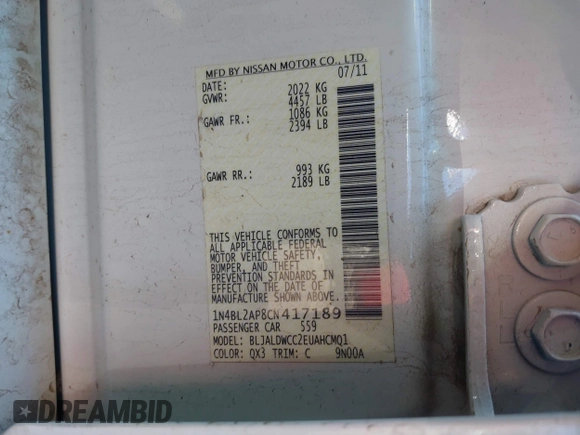 MFD BY NISSAN MOTOR CO., LTD.
DATE: 07/11
GVWR: 2022 KG
4457 LB
GAWR FR.: 1086 KG
2394 LB
GAWR RR.: 993 KG
2189 LB
THIS VEHICLE CONFORMS TO
ALL APPLICABLE FEDERAL
MOTOR VEHICLE SAFETY,
BUMPER, AND THEFT
PREVENTION STANDARDS IN
EFFECT ON THE DATE OF
MANUFACTURE SHOWN ABOVE.
1N4BL2AP8CN417189
PASSENGER CAR 559
MODEL: BLJALDWCC2EUAHCMQ1
COLOR: QX3 TRIM: C 9N00A
DREAMBID